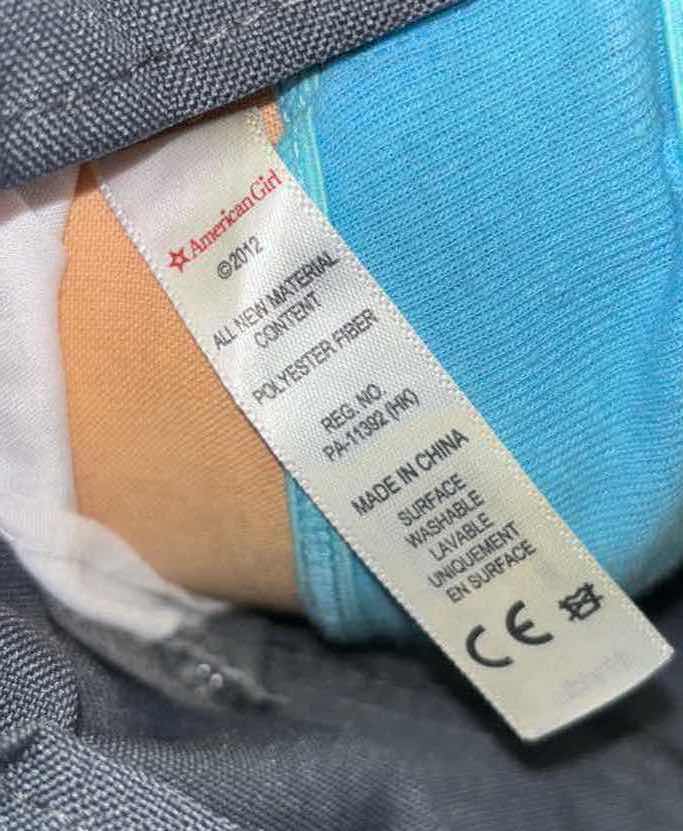 American Girl
©2012
ALL NEW MATERIAL
CONTENT
POLYESTER FIBER
REG. NO.
PA-11392 (HK)
MADE IN CHINA
SURFACE
WASHABLE
LAVABLE
UNIQUEMENT
EN SURFACE
CE